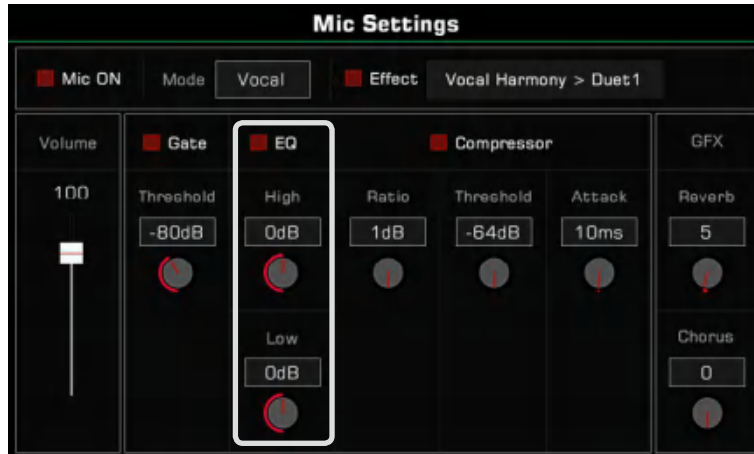 Mic Settings
Mic ON Mode Vocal Effect Vocal Harmony > Duet1
Volume Gate EQ Compressor GFX
100 Threshold High Ratio Threshold Attack Reverb
-80dB 0dB 1dB -64dB 10ms 5
Low Chorus
0dB 0